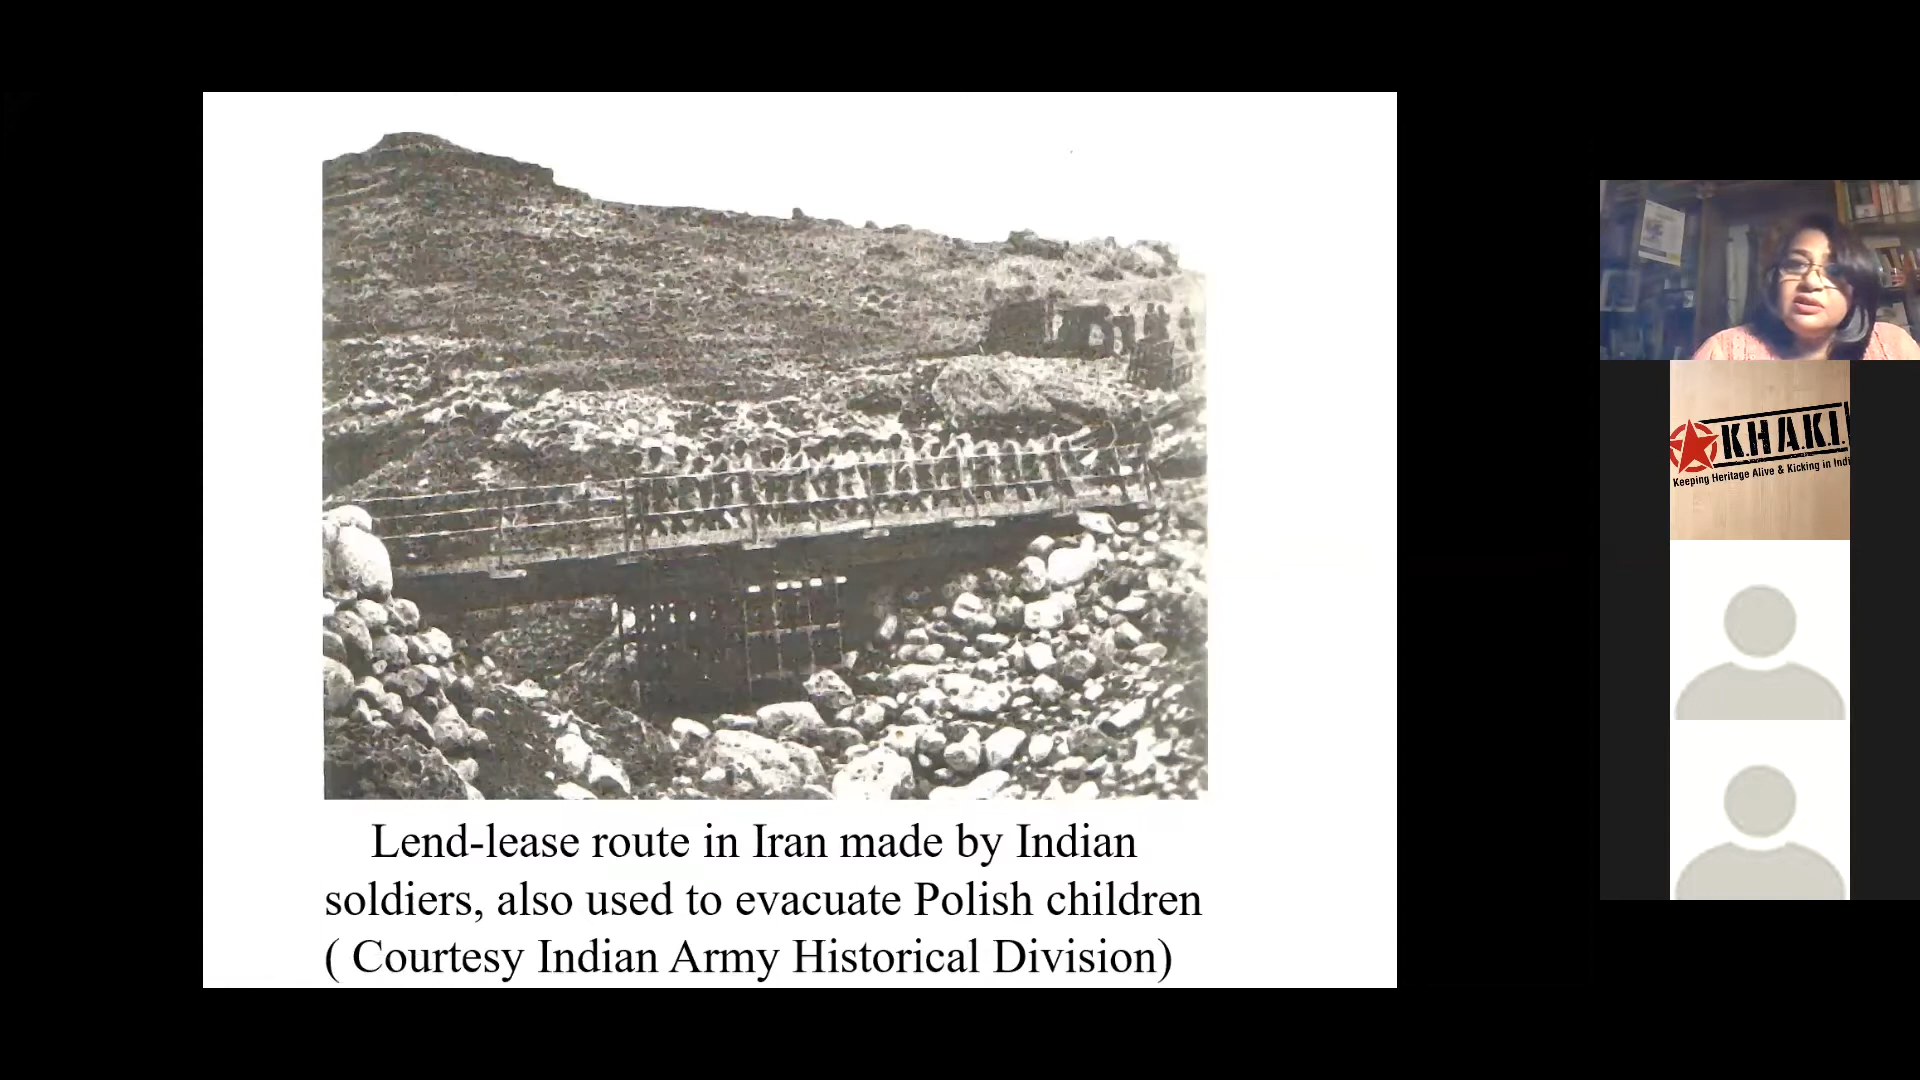 Lend-lease route in Iran made by Indian
soldiers, also used to evacuate Polish children
( Courtesy Indian Army Historical Division)
K.H.A.K.I.
Keeping Heritage Alive & Kicking in Indi